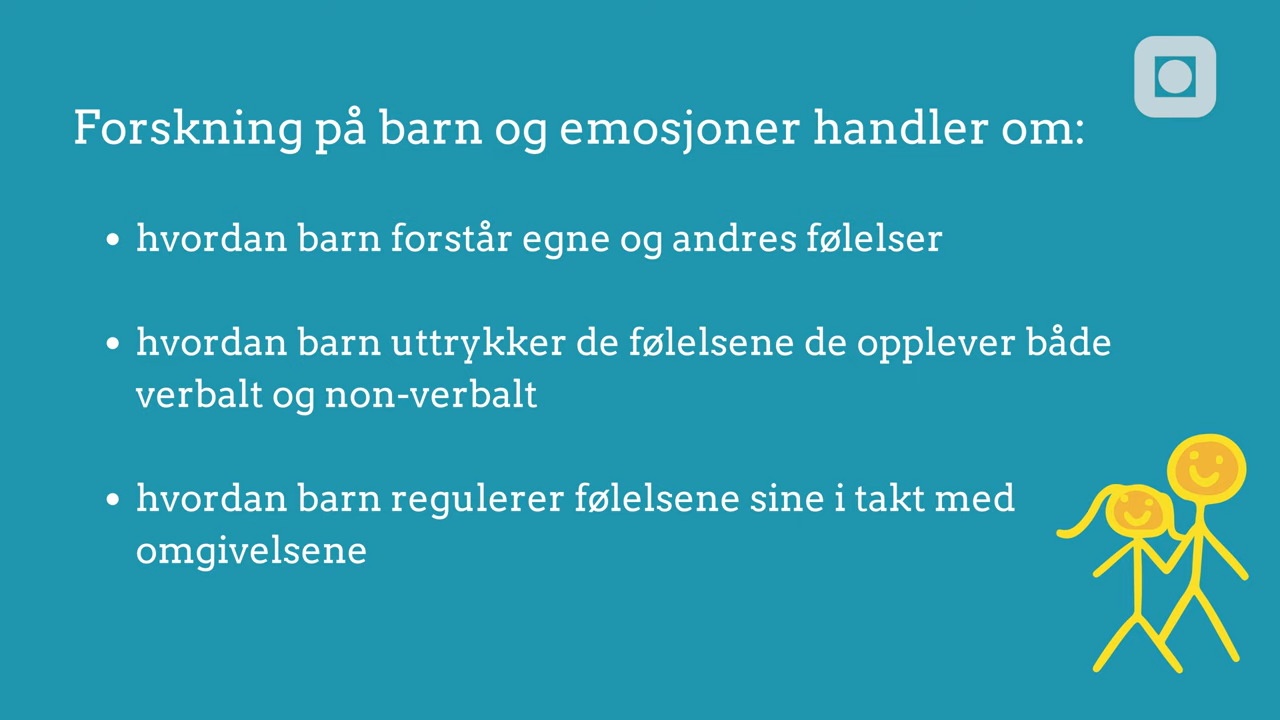 Forskning på barn og emosjoner handler om:
• hvordan barn forstår egne og andres følelser
• hvordan barn uttrykker de følelsene de opplever både
verbalt og non-verbalt
• hvordan barn regulerer følelsene sine i takt med
omgivelsene